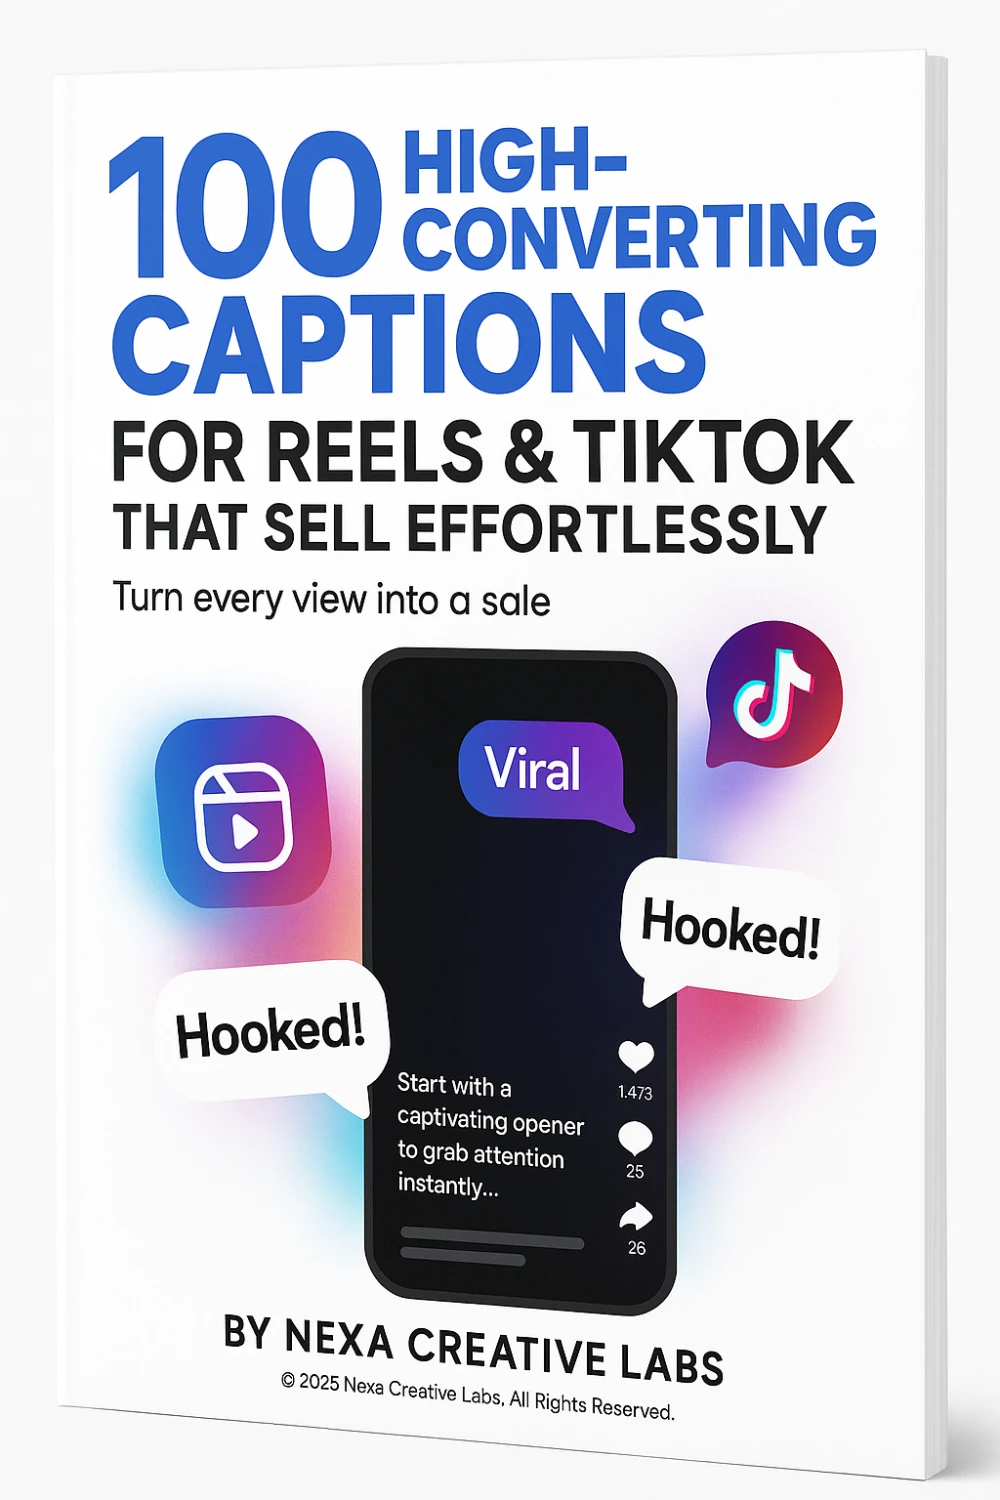 100 HIGH-
CONVERTING
CAPTIONS
FOR REELS & TIKTOK
THAT SELL EFFORTLESSLY
Turn every view into a sale
Viral
Hooked!
Hooked!
Start with a
captivating opener
to grab attention
instantly...
1.473
25
26
BY NEXA CREATIVE LABS
© 2025 Nexa Creative Labs, All Rights Reserved.